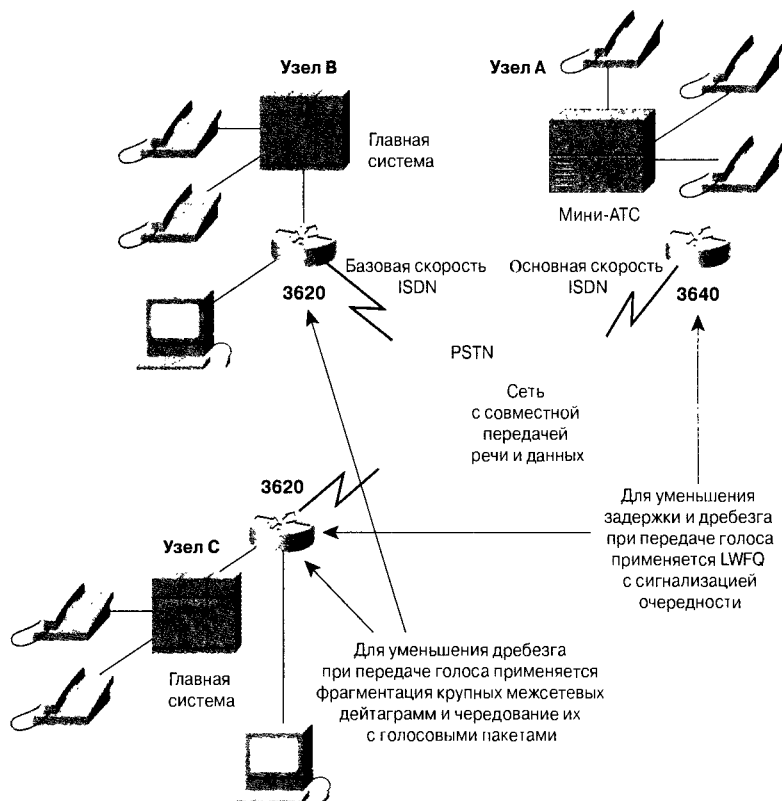 Узел B
Узел A
Главная
система
Мини-АТС
Базовая скорость
ISDN
Основная скорость
ISDN
3620
3640
PSTN
Сеть
с совместной
передачей
речи и данных
3620
Узел C
Для уменьшения
задержки и дребезга
при передаче голоса
применяется LWFQ
с сигнализацией
очередности
Главная
система
Для уменьшения дребезга
при передаче голоса применяется
фрагментация крупных межсетевых
дейтаграмм и чередование их
с голосовыми пакетами